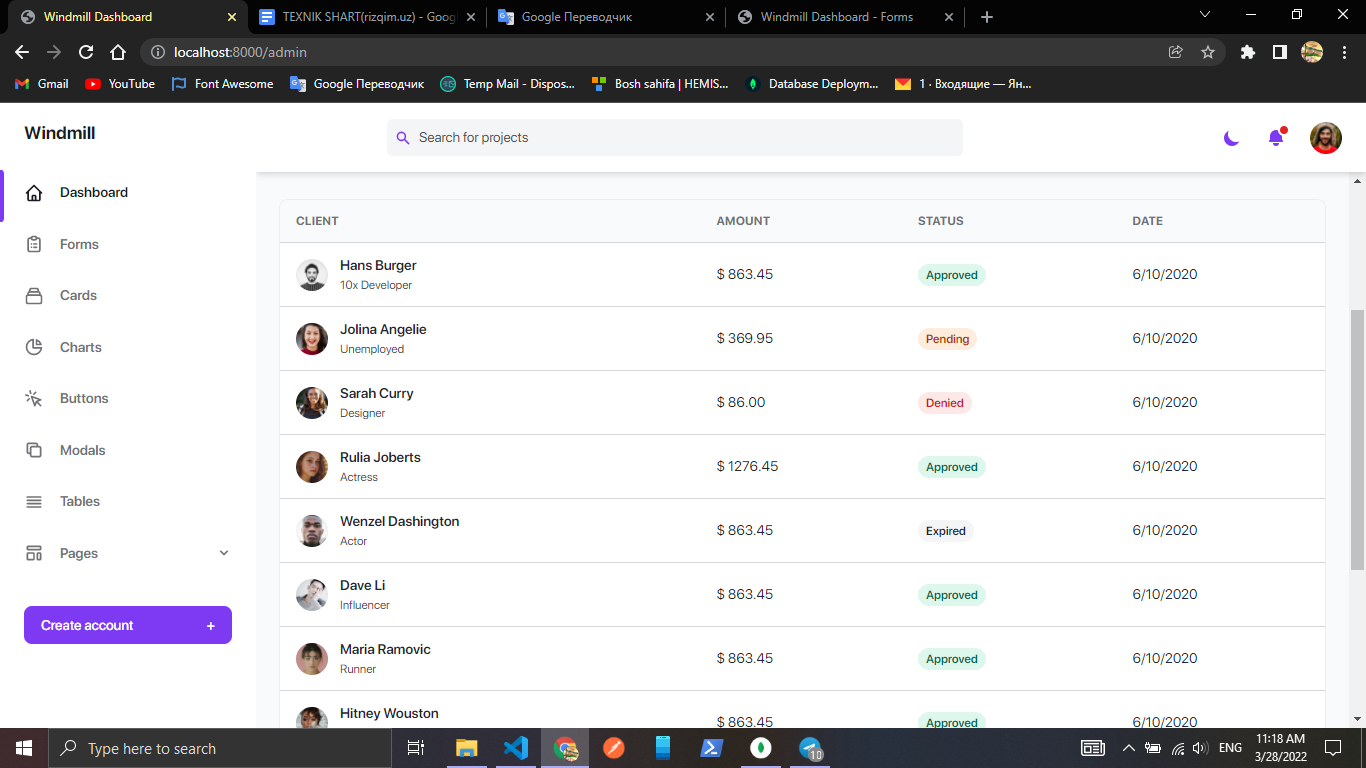 Windmill Dashboard
TEXNIK SHART(rizqim.uz) - Goog
Google Переводчик
Windmill Dashboard - Forms
localhost:8000/admin
Gmail
YouTube
Font Awesome
Google Переводчик
Temp Mail - Dispos...
Bosh sahifa | HEMIS...
Database Deploym...
1 · Входящие — Ян...
Windmill
Search for projects
Dashboard
Forms
Cards
Charts
Buttons
Modals
Tables
Pages
Create account +
CLIENT AMOUNT STATUS DATE
Hans Burger
10x Developer
$ 863.45
Approved
6/10/2020
Jolina Angelie
Unemployed
$ 369.95
Pending
6/10/2020
Sarah Curry
Designer
$ 86.00
Denied
6/10/2020
Rulia Joberts
Actress
$ 1276.45
Approved
6/10/2020
Wenzel Dashington
Actor
$ 863.45
Expired
6/10/2020
Dave Li
Influencer
$ 863.45
Approved
6/10/2020
Maria Ramovic
Runner
$ 863.45
Approved
6/10/2020
Hitney Wouston
$ 863.45
Approved
6/10/2020
Type here to search
10
ENG
11:18 AM
3/28/2022